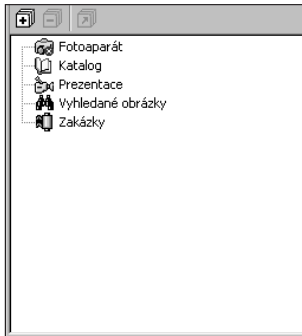 Fotoaparát
Katalog
Prezentace
Vyhledané obrázky
Zakázky